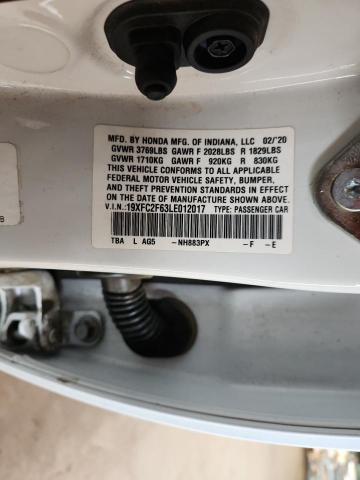 MFD. BY HONDA MFG. OF INDIANA, LLC 02/'20
GVWR 3769LBS GAWR F 2028LBS R 1829LBS
GVWR 1710KG GAWR F 920KG R 830KG
THIS VEHICLE CONFORMS TO ALL APPLICABLE
FEDERAL MOTOR VEHICLE SAFETY, BUMPER,
AND THEFT PREVENTION STANDARDS IN EFFECT
ON THE DATE OF MANUFACTURE SHOWN ABOVE.
V.I.N.:19XFC2F63LE012017 TYPE: PASSENGER CAR
TBA L AG5 -NH883PX -F -E